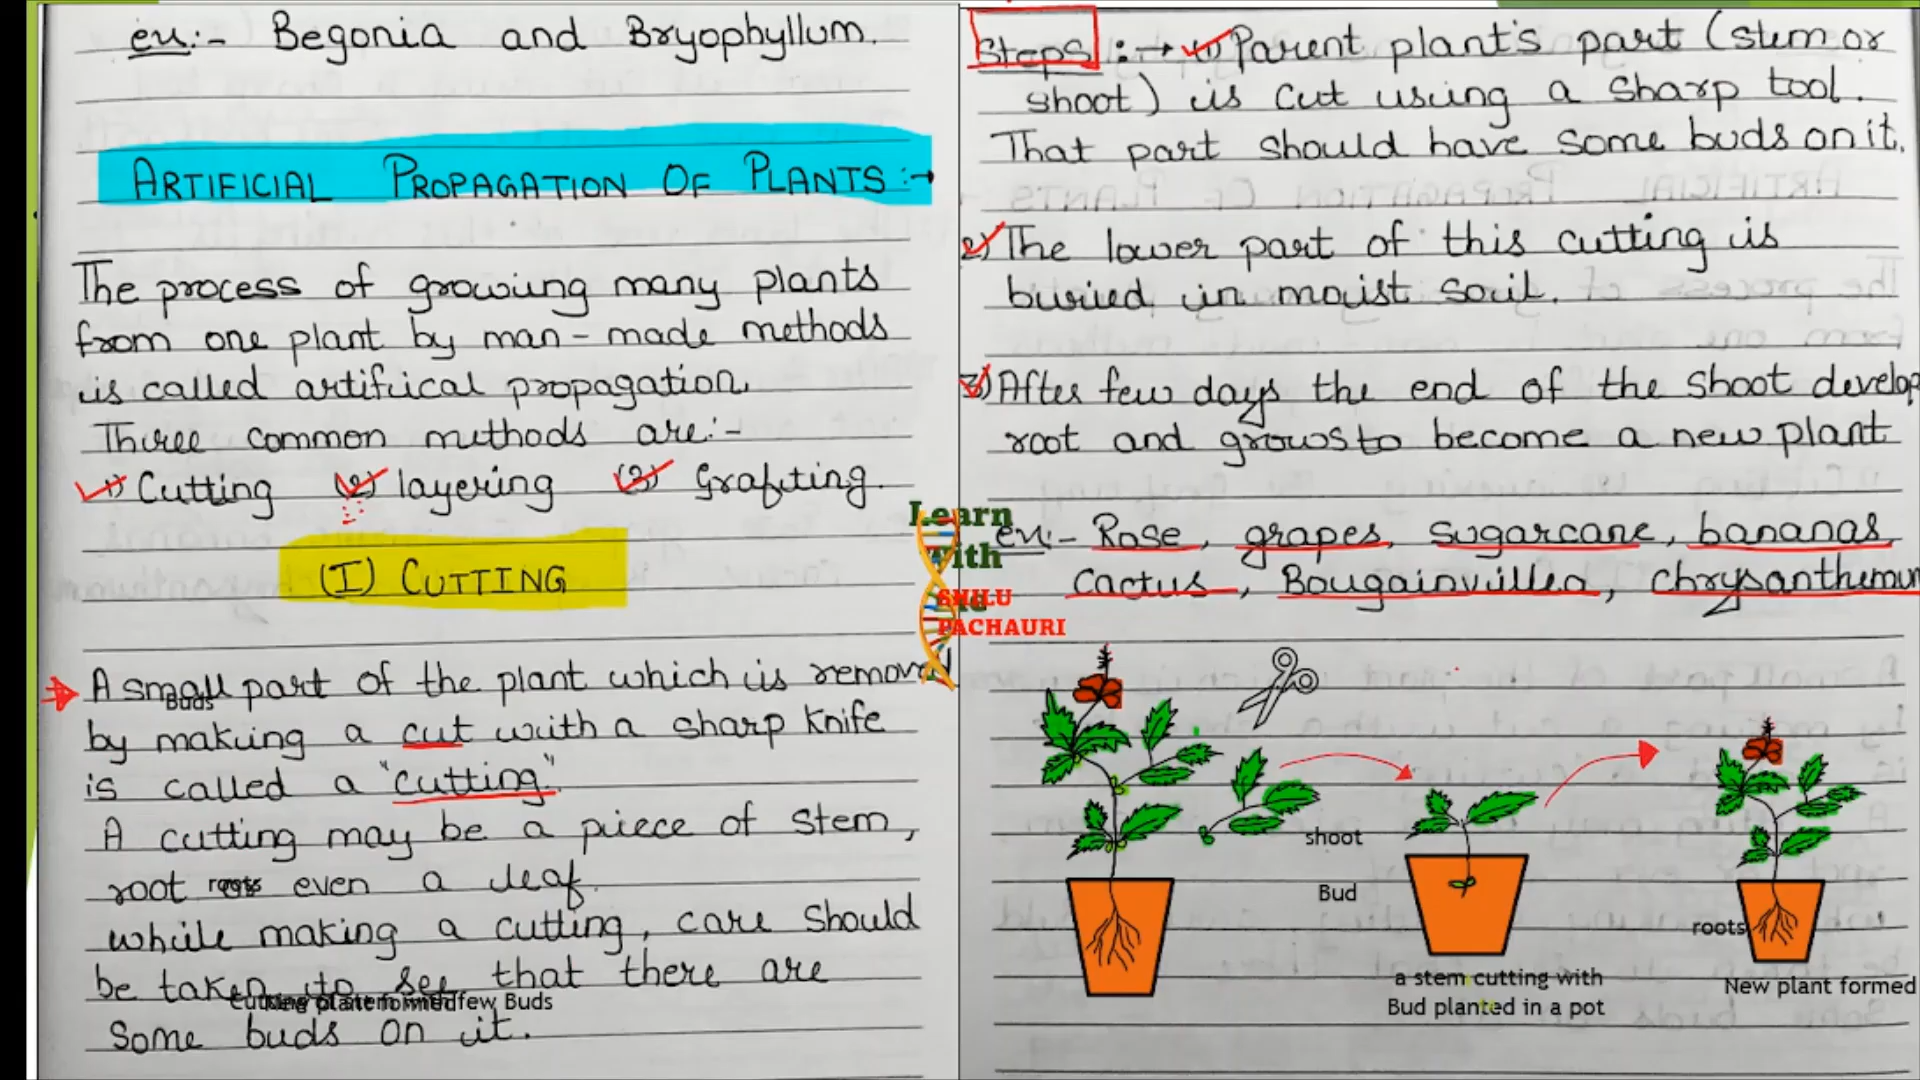 ex:- Begonia and Bryophyllum.
ARTIFICIAL PROPAGATION OF PLANTS :→
The process of growing many plants
from one plant by man-made methods
is called artificial propagation.
Three common methods are:-
(1) Cutting (2) layering (3) Grafting.
(I) CUTTING
A small part of the plant which is removed
Buds
by making a cut with a sharp knife
is called a "cutting".
A cutting may be a piece of stem,
root even a leaf.
roots
while making a cutting, care should
be taken to see that there are
some buds on it.
Steps :→ (1) Parent plant's part (stem or
shoot) is cut using a sharp tool.
That part should have some buds on it.
2) The lower part of this cutting is
buried in moist soil.
3) After few days the end of the shoot develop
root and grows to become a new plant
ex:- Rose, grapes, sugarcane, bananas,
cactus, Bougainvillea, Chrysanthemum
Learn
With
SHILU
PACHAURI
shoot
Bud
roots
a stem cutting with
Bud planted in a pot
New plant formed